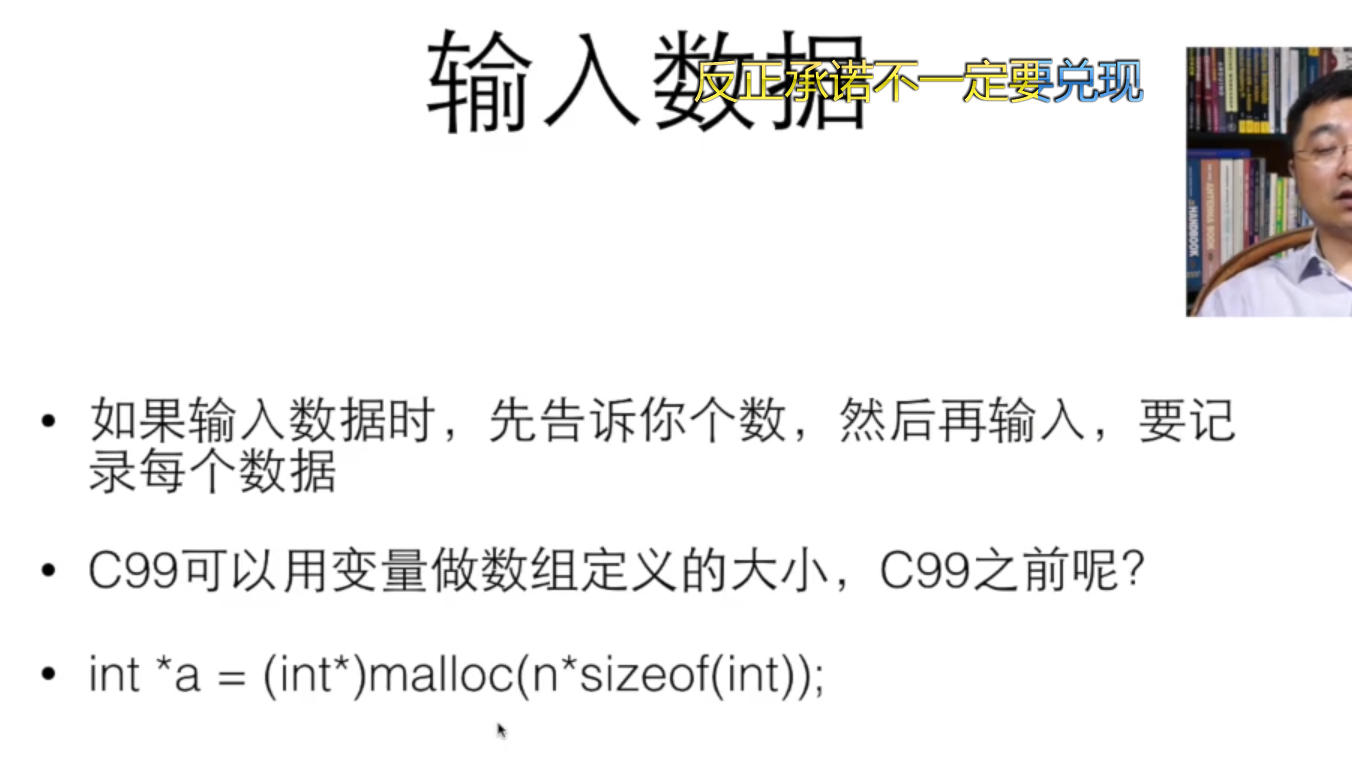 输入数据
反正承诺不一定要兑现
HANDBOOK
ANTENNA BOOK
• 如果输入数据时，先告诉你个数，然后再输入，要记
录每个数据
• C99可以用变量做数组定义的大小，C99之前呢？
• int *a = (int*)malloc(n*sizeof(int));